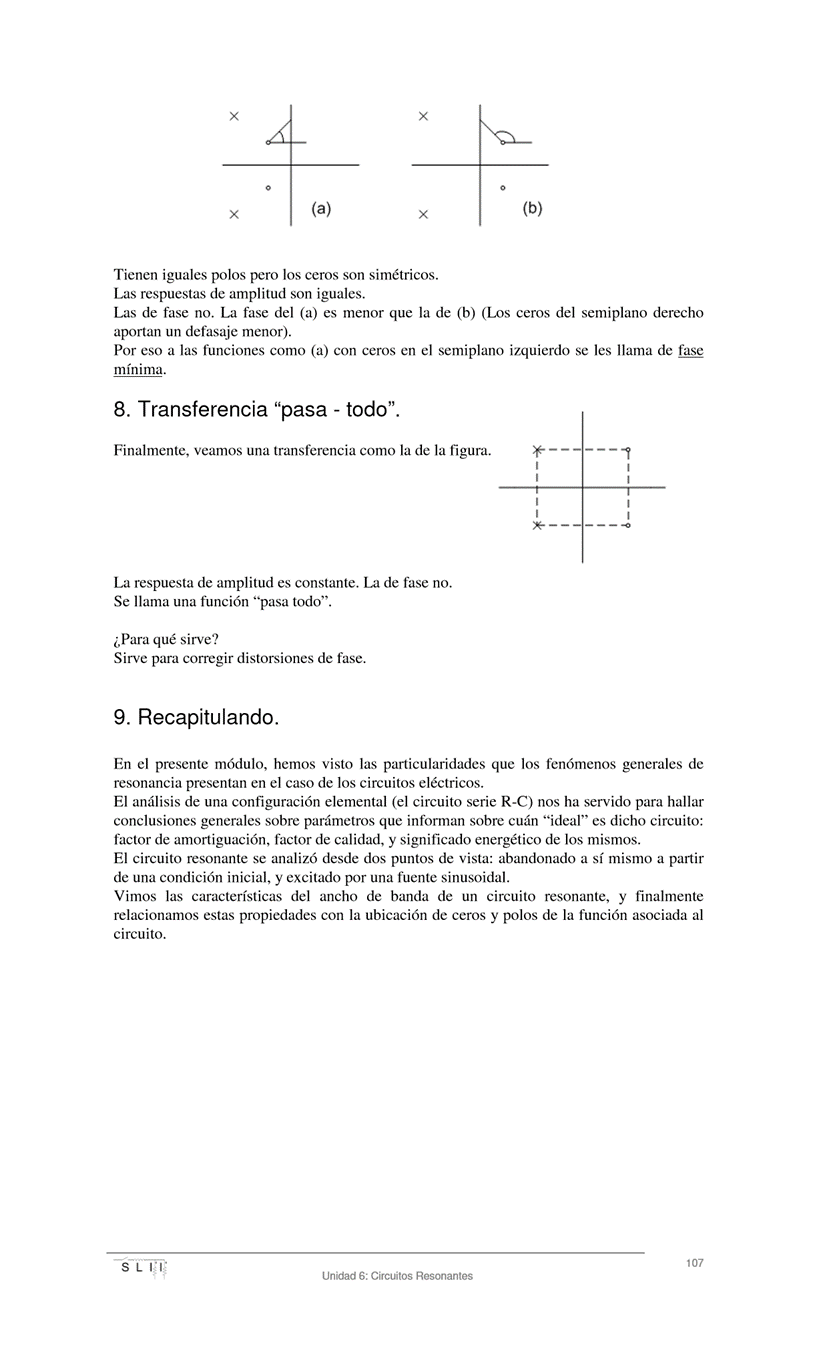 (a)
(b)
Tienen iguales polos pero los ceros son simétricos.
Las respuestas de amplitud son iguales.
Las de fase no. La fase del (a) es menor que la de (b) (Los ceros del semiplano derecho
aportan un defasaje menor).
Por eso a las funciones como (a) con ceros en el semiplano izquierdo se les llama de fase
mínima.
8. Transferencia “pasa - todo”.
Finalmente, veamos una transferencia como la de la figura.
La respuesta de amplitud es constante. La de fase no.
Se llama una función “pasa todo”.
¿Para qué sirve?
Sirve para corregir distorsiones de fase.
9. Recapitulando.
En el presente módulo, hemos visto las particularidades que los fenómenos generales de
resonancia presentan en el caso de los circuitos eléctricos.
El análisis de una configuración elemental (el circuito serie R-C) nos ha servido para hallar
conclusiones generales sobre parámetros que informan sobre cuán “ideal” es dicho circuito:
factor de amortiguación, factor de calidad, y significado energético de los mismos.
El circuito resonante se analizó desde dos puntos de vista: abandonado a sí mismo a partir
de una condición inicial, y excitado por una fuente sinusoidal.
Vimos las características del ancho de banda de un circuito resonante, y finalmente
relacionamos estas propiedades con la ubicación de ceros y polos de la función asociada al
circuito.
S L I I
Unidad 6: Circuitos Resonantes
107